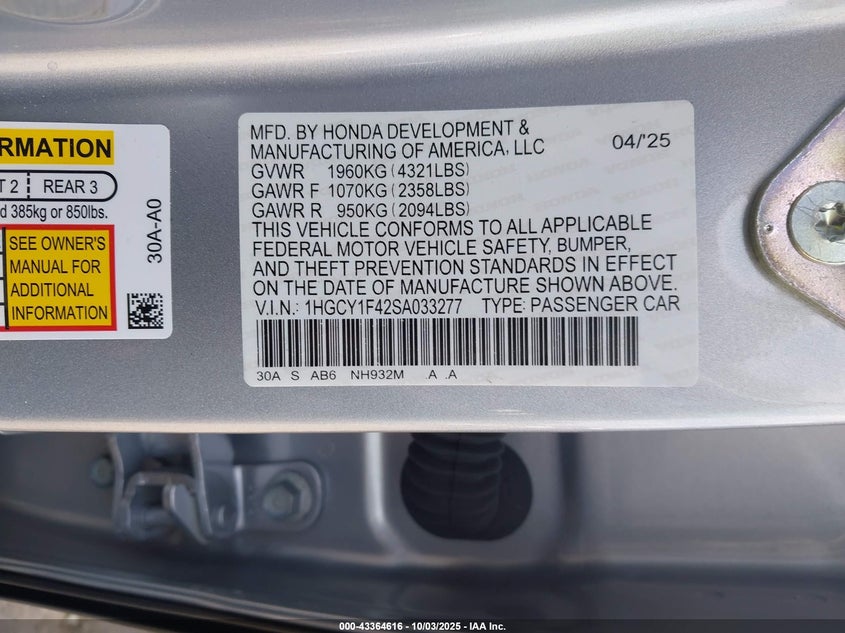 RMATION
T 2 REAR 3
d 385kg or 850lbs.
SEE OWNER'S
MANUAL FOR
ADDITIONAL
INFORMATION
30A-A0
MFD. BY HONDA DEVELOPMENT &
MANUFACTURING OF AMERICA, LLC 04/'25
GVWR 1960KG (4321LBS)
GAWR F 1070KG (2358LBS)
GAWR R 950KG (2094LBS)
THIS VEHICLE CONFORMS TO ALL APPLICABLE
FEDERAL MOTOR VEHICLE SAFETY, BUMPER,
AND THEFT PREVENTION STANDARDS IN EFFECT
ON THE DATE OF MANUFACTURE SHOWN ABOVE.
V.I.N.: 1HGCY1F42SA033277 TYPE: PASSENGER CAR
30A S AB6 NH932M .A .A
000-43364616 - 10/03/2025 - IAA Inc.